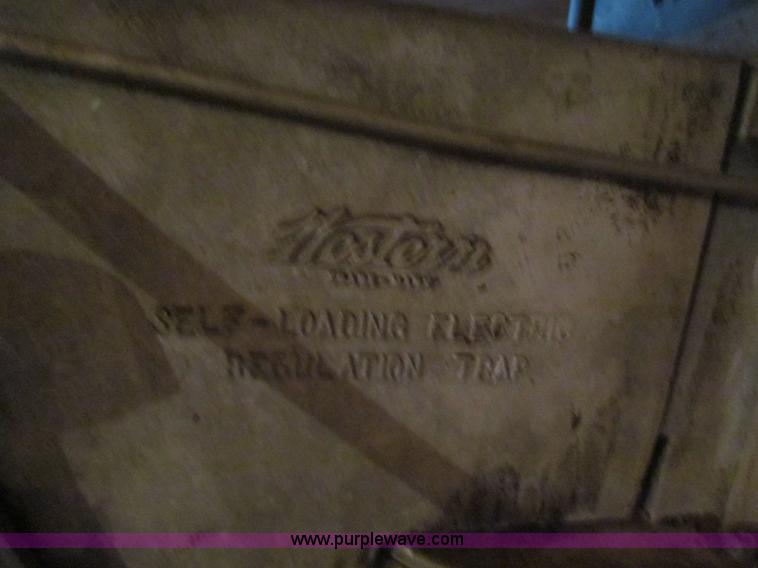 Western
SELF-LOADING ELECTRIC
REGULATION TRAP
www.purplewave.com